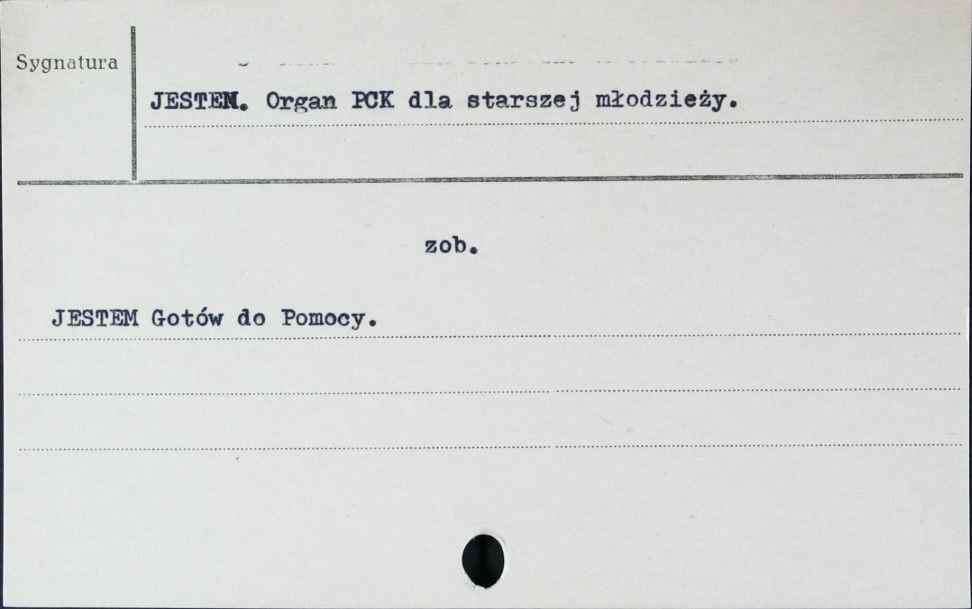 Sygnatura
JESTEM. Organ PCK dla starszej młodzieży.
zob.
JESTEM Gotów do Pomocy.